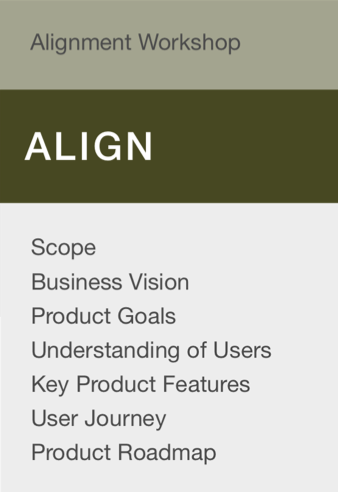 Alignment Workshop
ALIGN
Scope
Business Vision
Product Goals
Understanding of Users
Key Product Features
User Journey
Product Roadmap